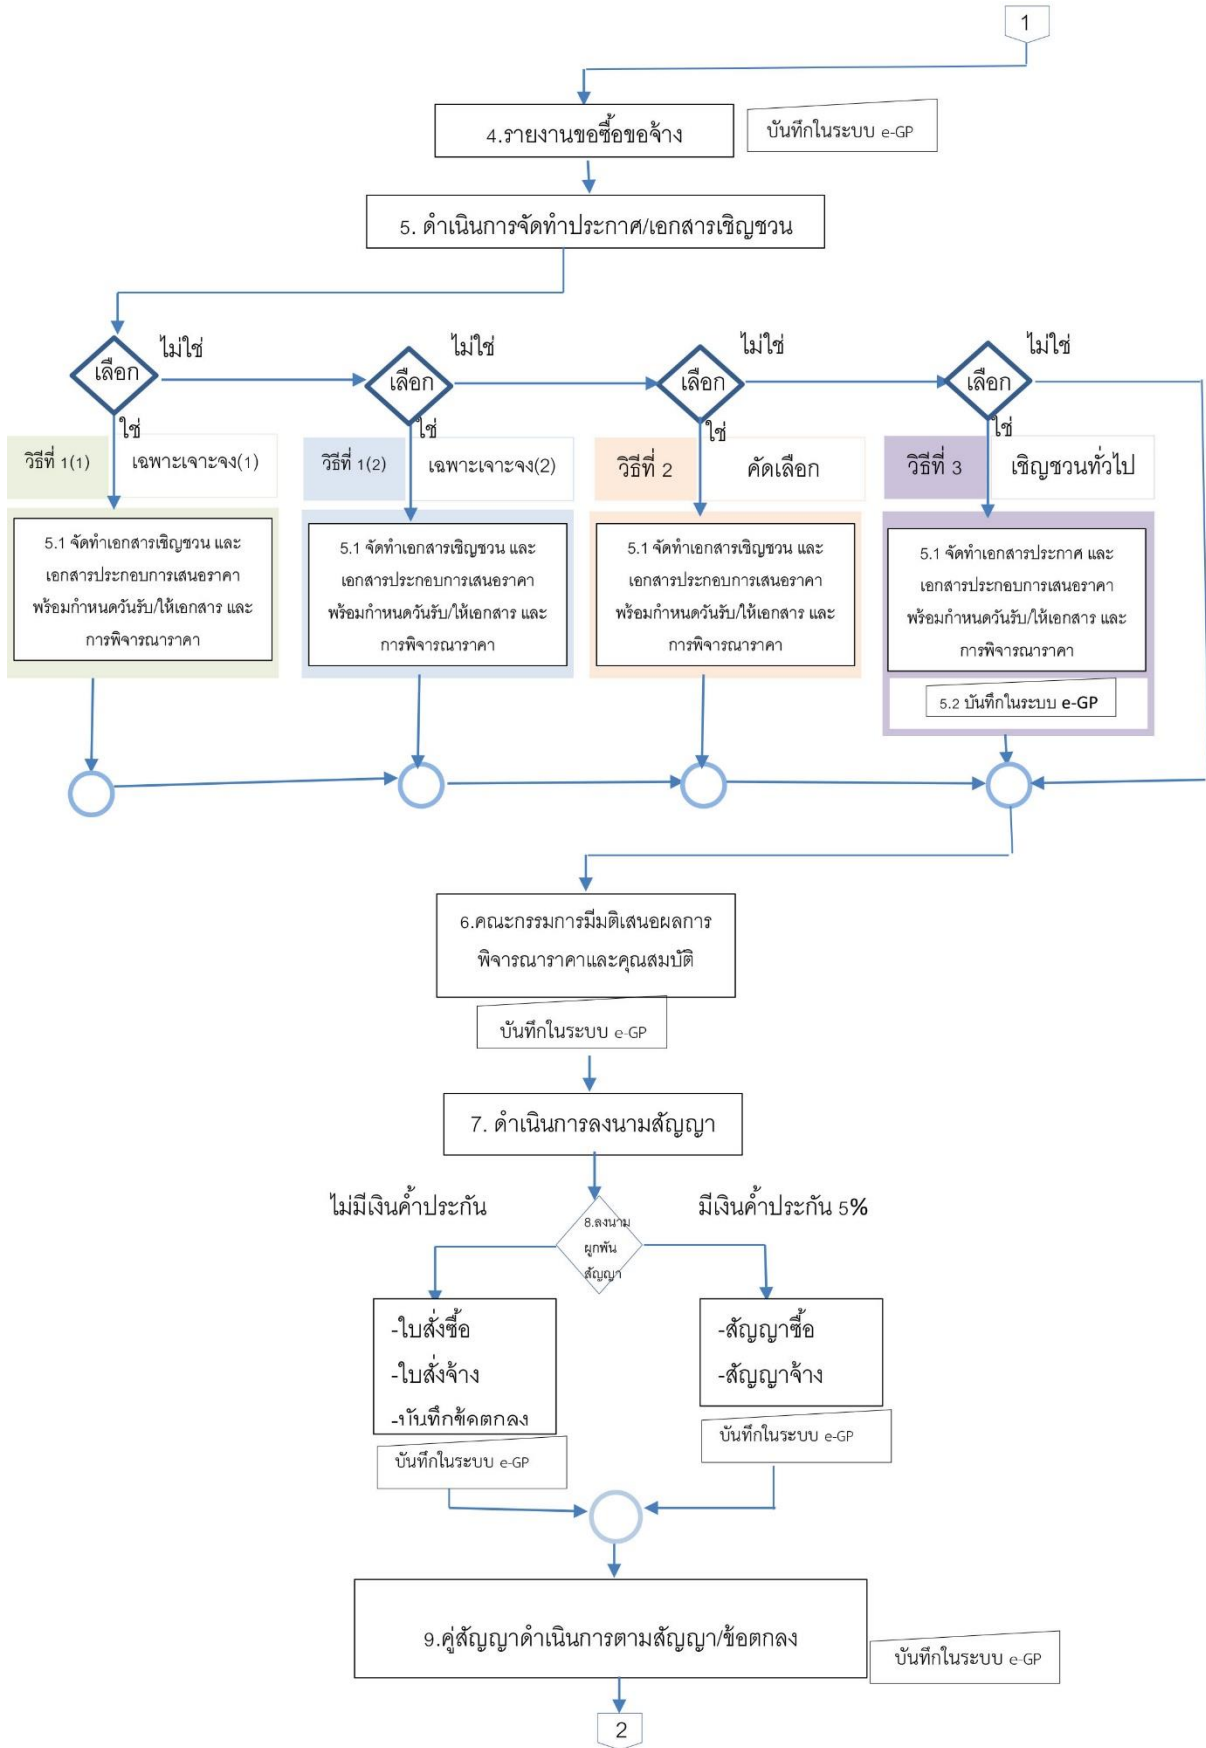 1
4.รายงานขอซื้อขอจ้าง
บันทึกในระบบ e-GP
5. ดำเนินการจัดทำประกาศ/เอกสารเชิญชวน
ไม่ใช่
ไม่ใช่
ไม่ใช่
ไม่ใช่
เลือก
เลือก
เลือก
เลือก
ใช่
ใช่
ใช่
ใช่
วิธีที่ 1(1)
เฉพาะเจาะจง(1)
วิธีที่ 1(2)
เฉพาะเจาะจง(2)
วิธีที่ 2
คัดเลือก
วิธีที่ 3
เชิญชวนทั่วไป
5.1 จัดทำเอกสารเชิญชวน และ
เอกสารประกอบการเสนอราคา
พร้อมกำหนดวันรับ/ให้เอกสาร และ
การพิจารณาราคา
5.1 จัดทำเอกสารเชิญชวน และ
เอกสารประกอบการเสนอราคา
พร้อมกำหนดวันรับ/ให้เอกสาร และ
การพิจารณาราคา
5.1 จัดทำเอกสารเชิญชวน และ
เอกสารประกอบการเสนอราคา
พร้อมกำหนดวันรับ/ให้เอกสาร และ
การพิจารณาราคา
5.1 จัดทำเอกสารประกาศ และ
เอกสารประกอบการเสนอราคา
พร้อมกำหนดวันรับ/ให้เอกสาร และ
การพิจารณาราคา
5.2 บันทึกในระบบ e-GP
6.คณะกรรมการมีมติเสนอผลการ
พิจารณาราคาและคุณสมบัติ
บันทึกในระบบ e-GP
7. ดำเนินการลงนามสัญญา
ไม่มีเงินค้ำประกัน
มีเงินค้ำประกัน 5%
8.ลงนาม
ผูกพัน
สัญญา
-ใบสั่งซื้อ
-ใบสั่งจ้าง
-บันทึกข้อตกลง
บันทึกในระบบ e-GP
-สัญญาซื้อ
-สัญญาจ้าง
บันทึกในระบบ e-GP
9.คู่สัญญาดำเนินการตามสัญญา/ข้อตกลง
บันทึกในระบบ e-GP
2